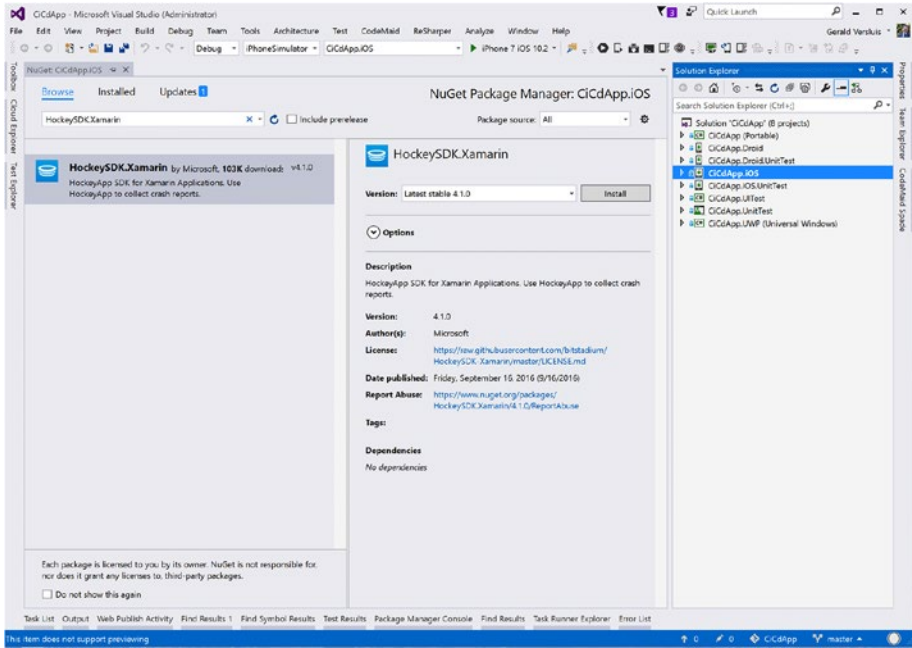 CiCdApp - Microsoft Visual Studio (Administrator)
3
Quick Launch
File Edit View Project Build Debug Team Tools Architecture Test CodeMaid ReSharper Analyze Window Help
Gerald Versluis
Debug iPhoneSimulator CiCdApp.iOS iPhone 7 iOS 10.2
Toolbox
Cloud Explorer
Test Explorer
NuGet: CiCdApp.iOS
Browse Installed Updates 1
NuGet Package Manager: CiCdApp.iOS
HockeySDK.Xamarin
Include prerelease
Package source: All
HockeySDK.Xamarin by Microsoft, 103K downloads v4.1.0
HockeyApp SDK for Xamarin Applications. Use
HockeyApp to collect crash reports.
Each package is licensed to you by its owner. NuGet is not responsible for,
nor does it grant any licenses to, third-party packages.
Do not show this again
HockeySDK.Xamarin
Version: Latest stable 4.1.0 Install
Options
Description
HockeyApp SDK for Xamarin Applications. Use HockeyApp to collect crash
reports.
Version: 4.1.0
Author(s): Microsoft
License: https://raw.githubusercontent.com/bitstadium/
HockeySDK-Xamarin/master/LICENSE.md
Date published: Friday, September 16, 2016 (9/16/2016)
Report Abuse: https://www.nuget.org/packages/
HockeySDK.Xamarin/4.1.0/ReportAbuse
Tags:
Dependencies
No dependencies
Solution Explorer
Search Solution Explorer (Ctrl+;)
Solution 'CiCdApp' (8 projects)
CiCdApp (Portable)
CiCdApp.Droid
CiCdApp.Droid.UnitTest
CiCdApp.iOS
CiCdApp.iOS.UnitTest
CiCdApp.UITest
CiCdApp.UnitTest
CiCdApp.UWP (Universal Windows)
Properties
Team Explorer
CodeMaid Spade
Task List Output Web Publish Activity Find Results 1 Find Symbol Results Test Results Package Manager Console Find Results Task Runner Explorer Error List
This item does not support previewing
0 0 CiCdApp master